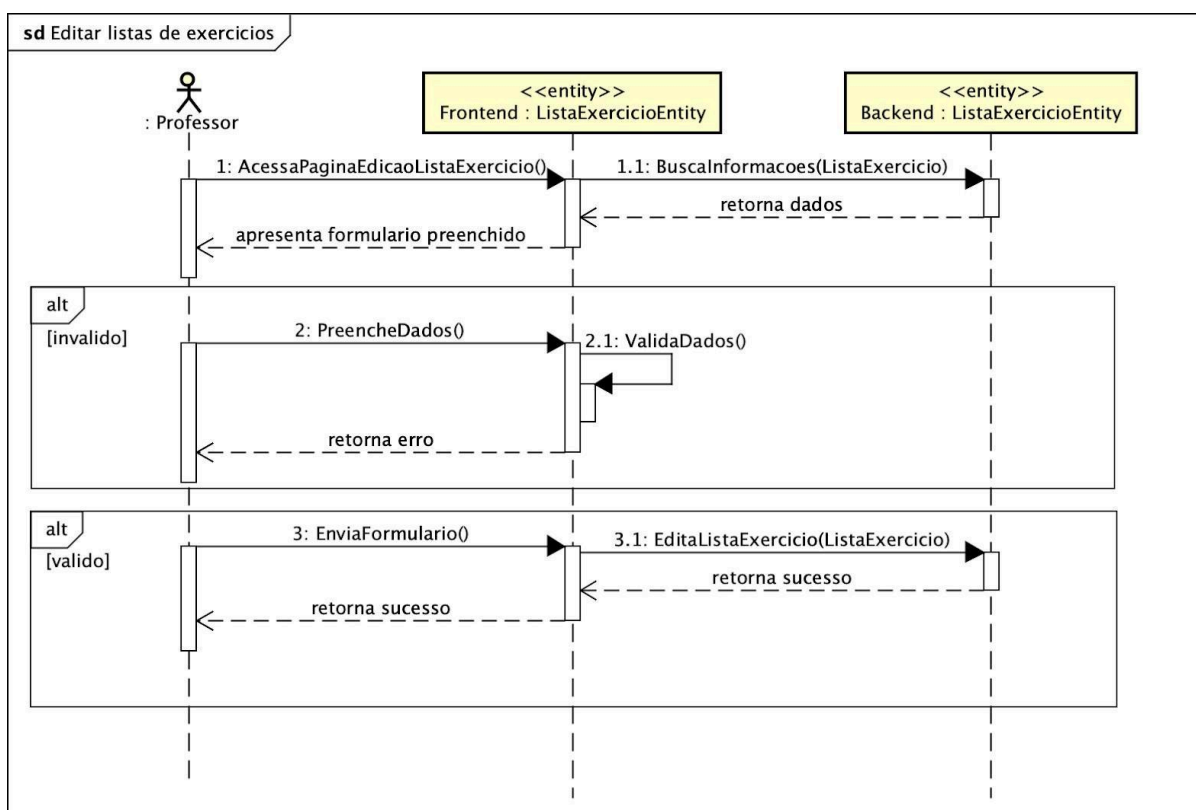 sd Editar listas de exercicios
: Professor
<<entity>>
Frontend : ListaExercicioEntity
<<entity>>
Backend : ListaExercicioEntity
1: AcessaPaginaEdicaoListaExercicio()
1.1: BuscaInformacoes(ListaExercicio)
retorna dados
apresenta formulario preenchido
alt
[invalido]
2: PreencheDados()
2.1: ValidaDados()
retorna erro
alt
[valido]
3: EnviaFormulario()
3.1: EditaListaExercicio(ListaExercicio)
retorna sucesso
retorna sucesso